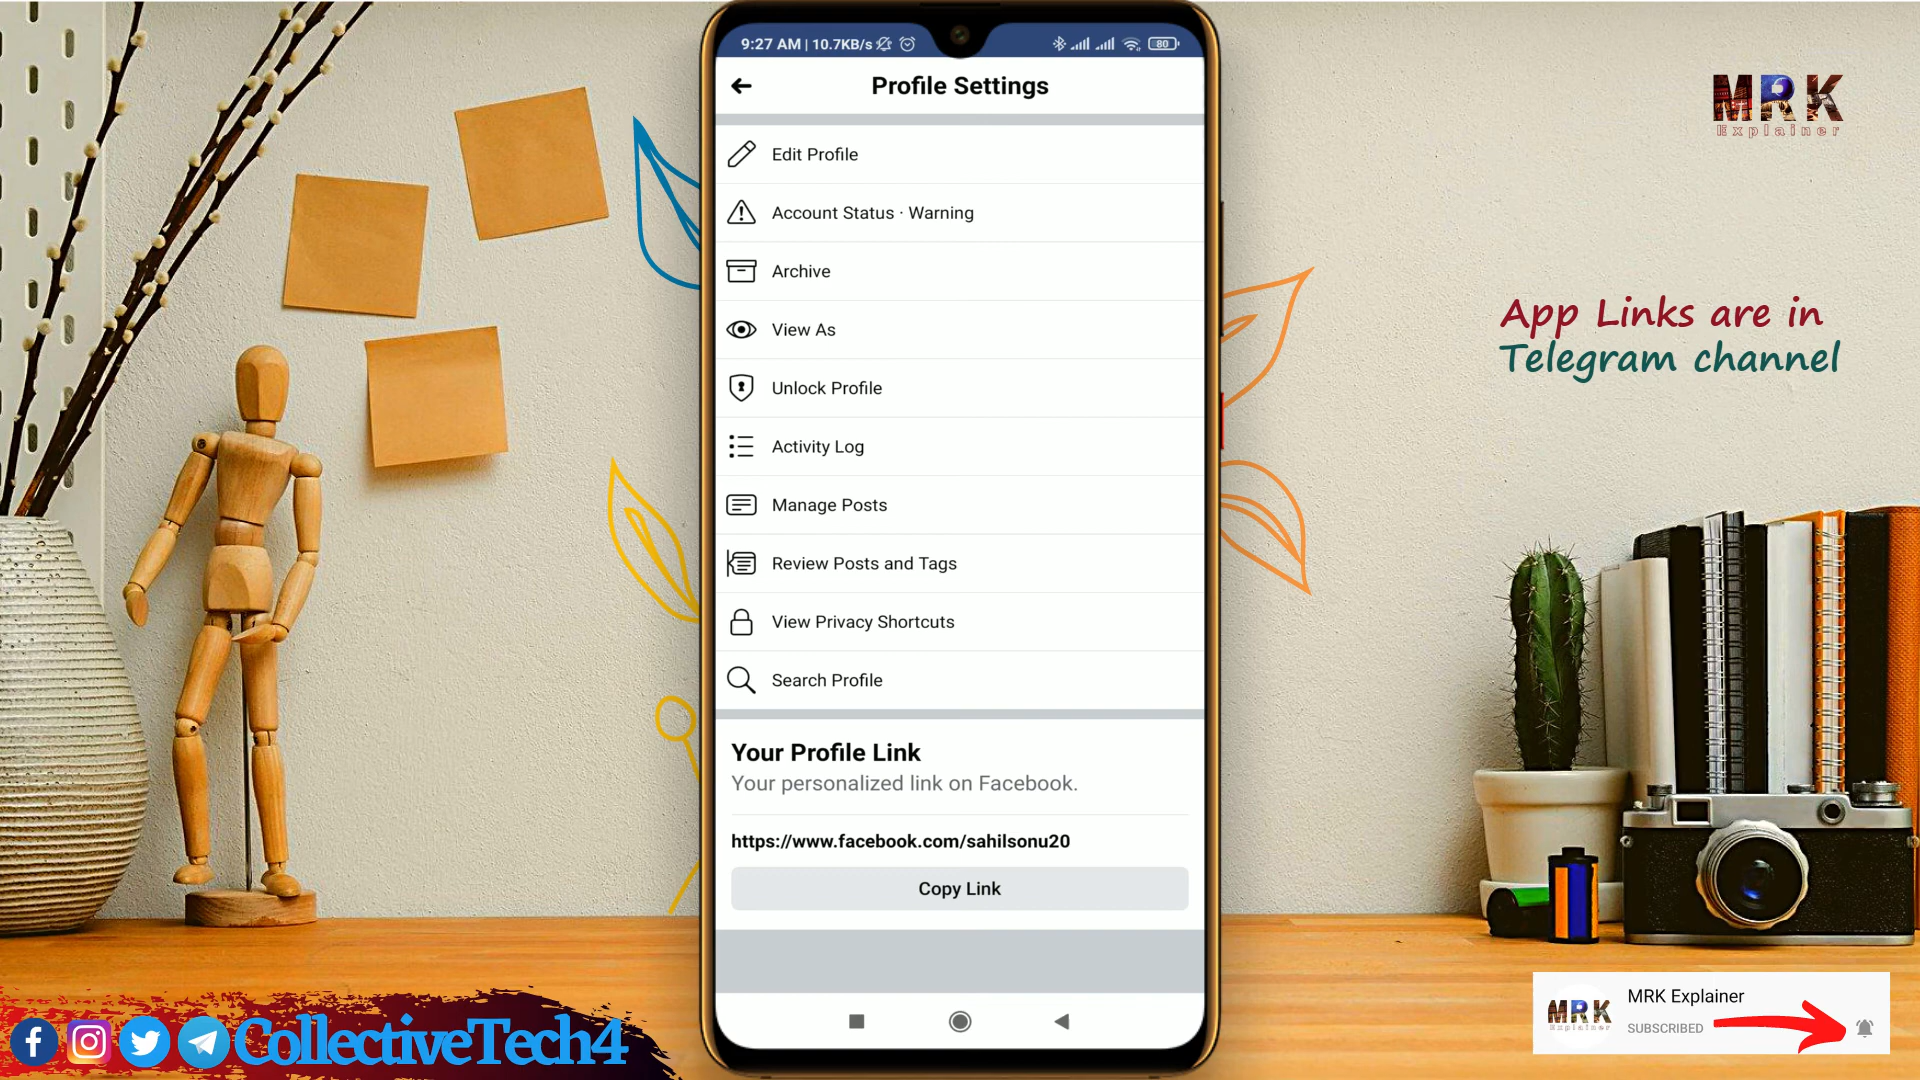 9:27 AM | 10.7KB/s
80
Profile Settings
Edit Profile
Account Status · Warning
Archive
View As
Unlock Profile
Activity Log
Manage Posts
Review Posts and Tags
View Privacy Shortcuts
Search Profile
Your Profile Link
Your personalized link on Facebook.
https://www.facebook.com/sahilsonu20
Copy Link
MRK
Explainer
App Links are in
Telegram channel
CollectiveTech4
MRK
Explainer
MRK Explainer
SUBSCRIBED